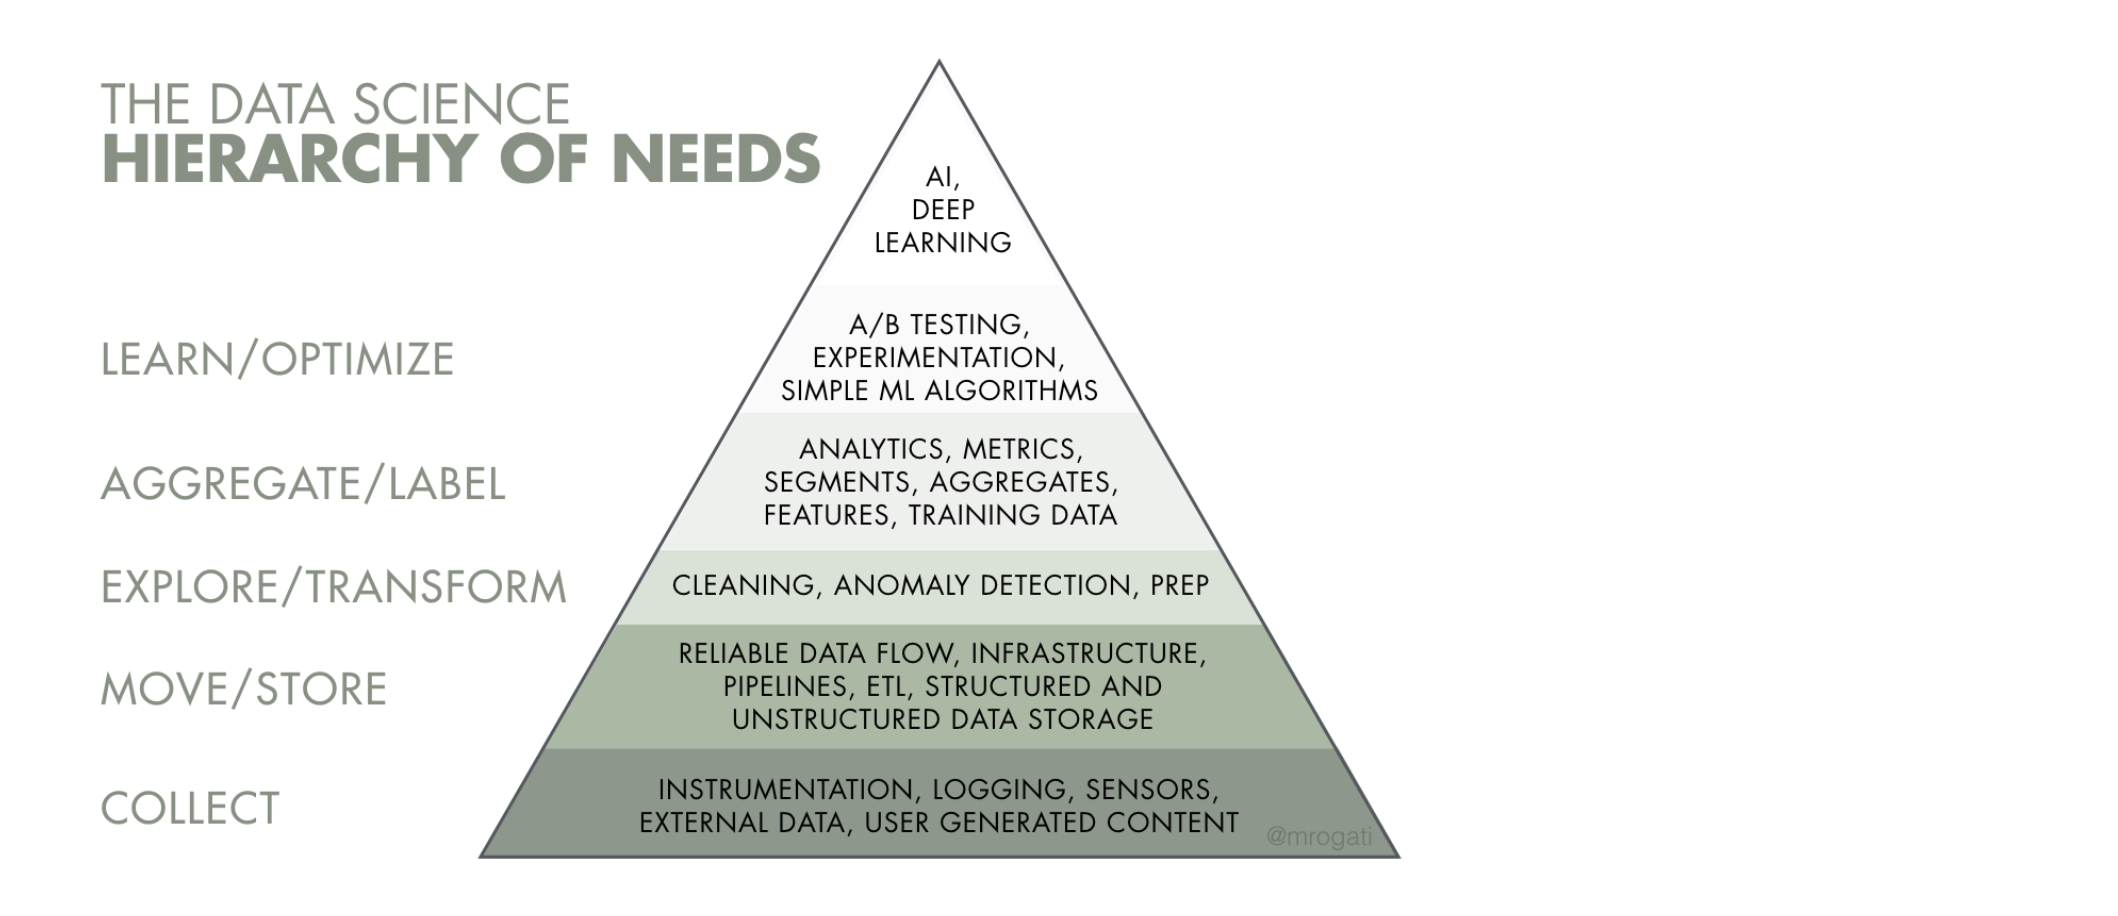 THE DATA SCIENCE
HIERARCHY OF NEEDS
AI,
DEEP
LEARNING
LEARN/OPTIMIZE
A/B TESTING,
EXPERIMENTATION,
SIMPLE ML ALGORITHMS
AGGREGATE/LABEL
ANALYTICS, METRICS,
SEGMENTS, AGGREGATES,
FEATURES, TRAINING DATA
EXPLORE/TRANSFORM
CLEANING, ANOMALY DETECTION, PREP
MOVE/STORE
RELIABLE DATA FLOW, INFRASTRUCTURE,
PIPELINES, ETL, STRUCTURED AND
UNSTRUCTURED DATA STORAGE
COLLECT
INSTRUMENTATION, LOGGING, SENSORS,
EXTERNAL DATA, USER GENERATED CONTENT
@mrogati